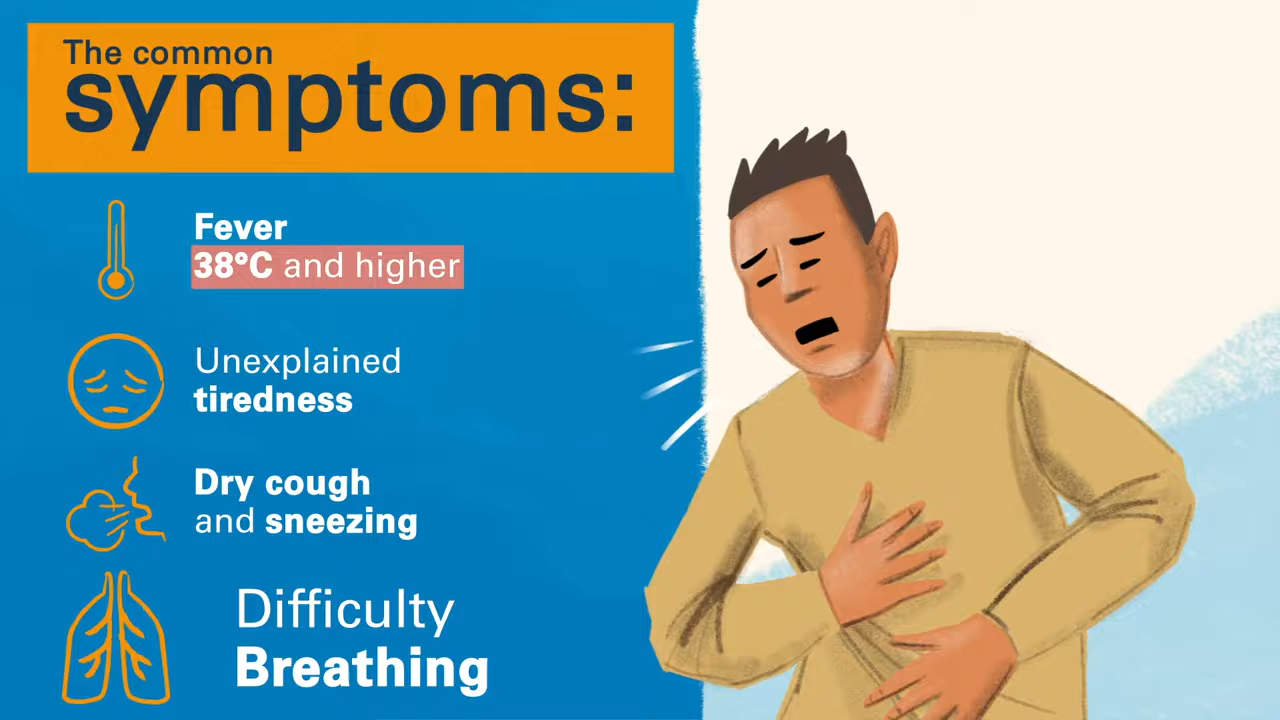 The common
symptoms:
Fever
38°C and higher
Unexplained
tiredness
Dry cough
and sneezing
Difficulty
Breathing